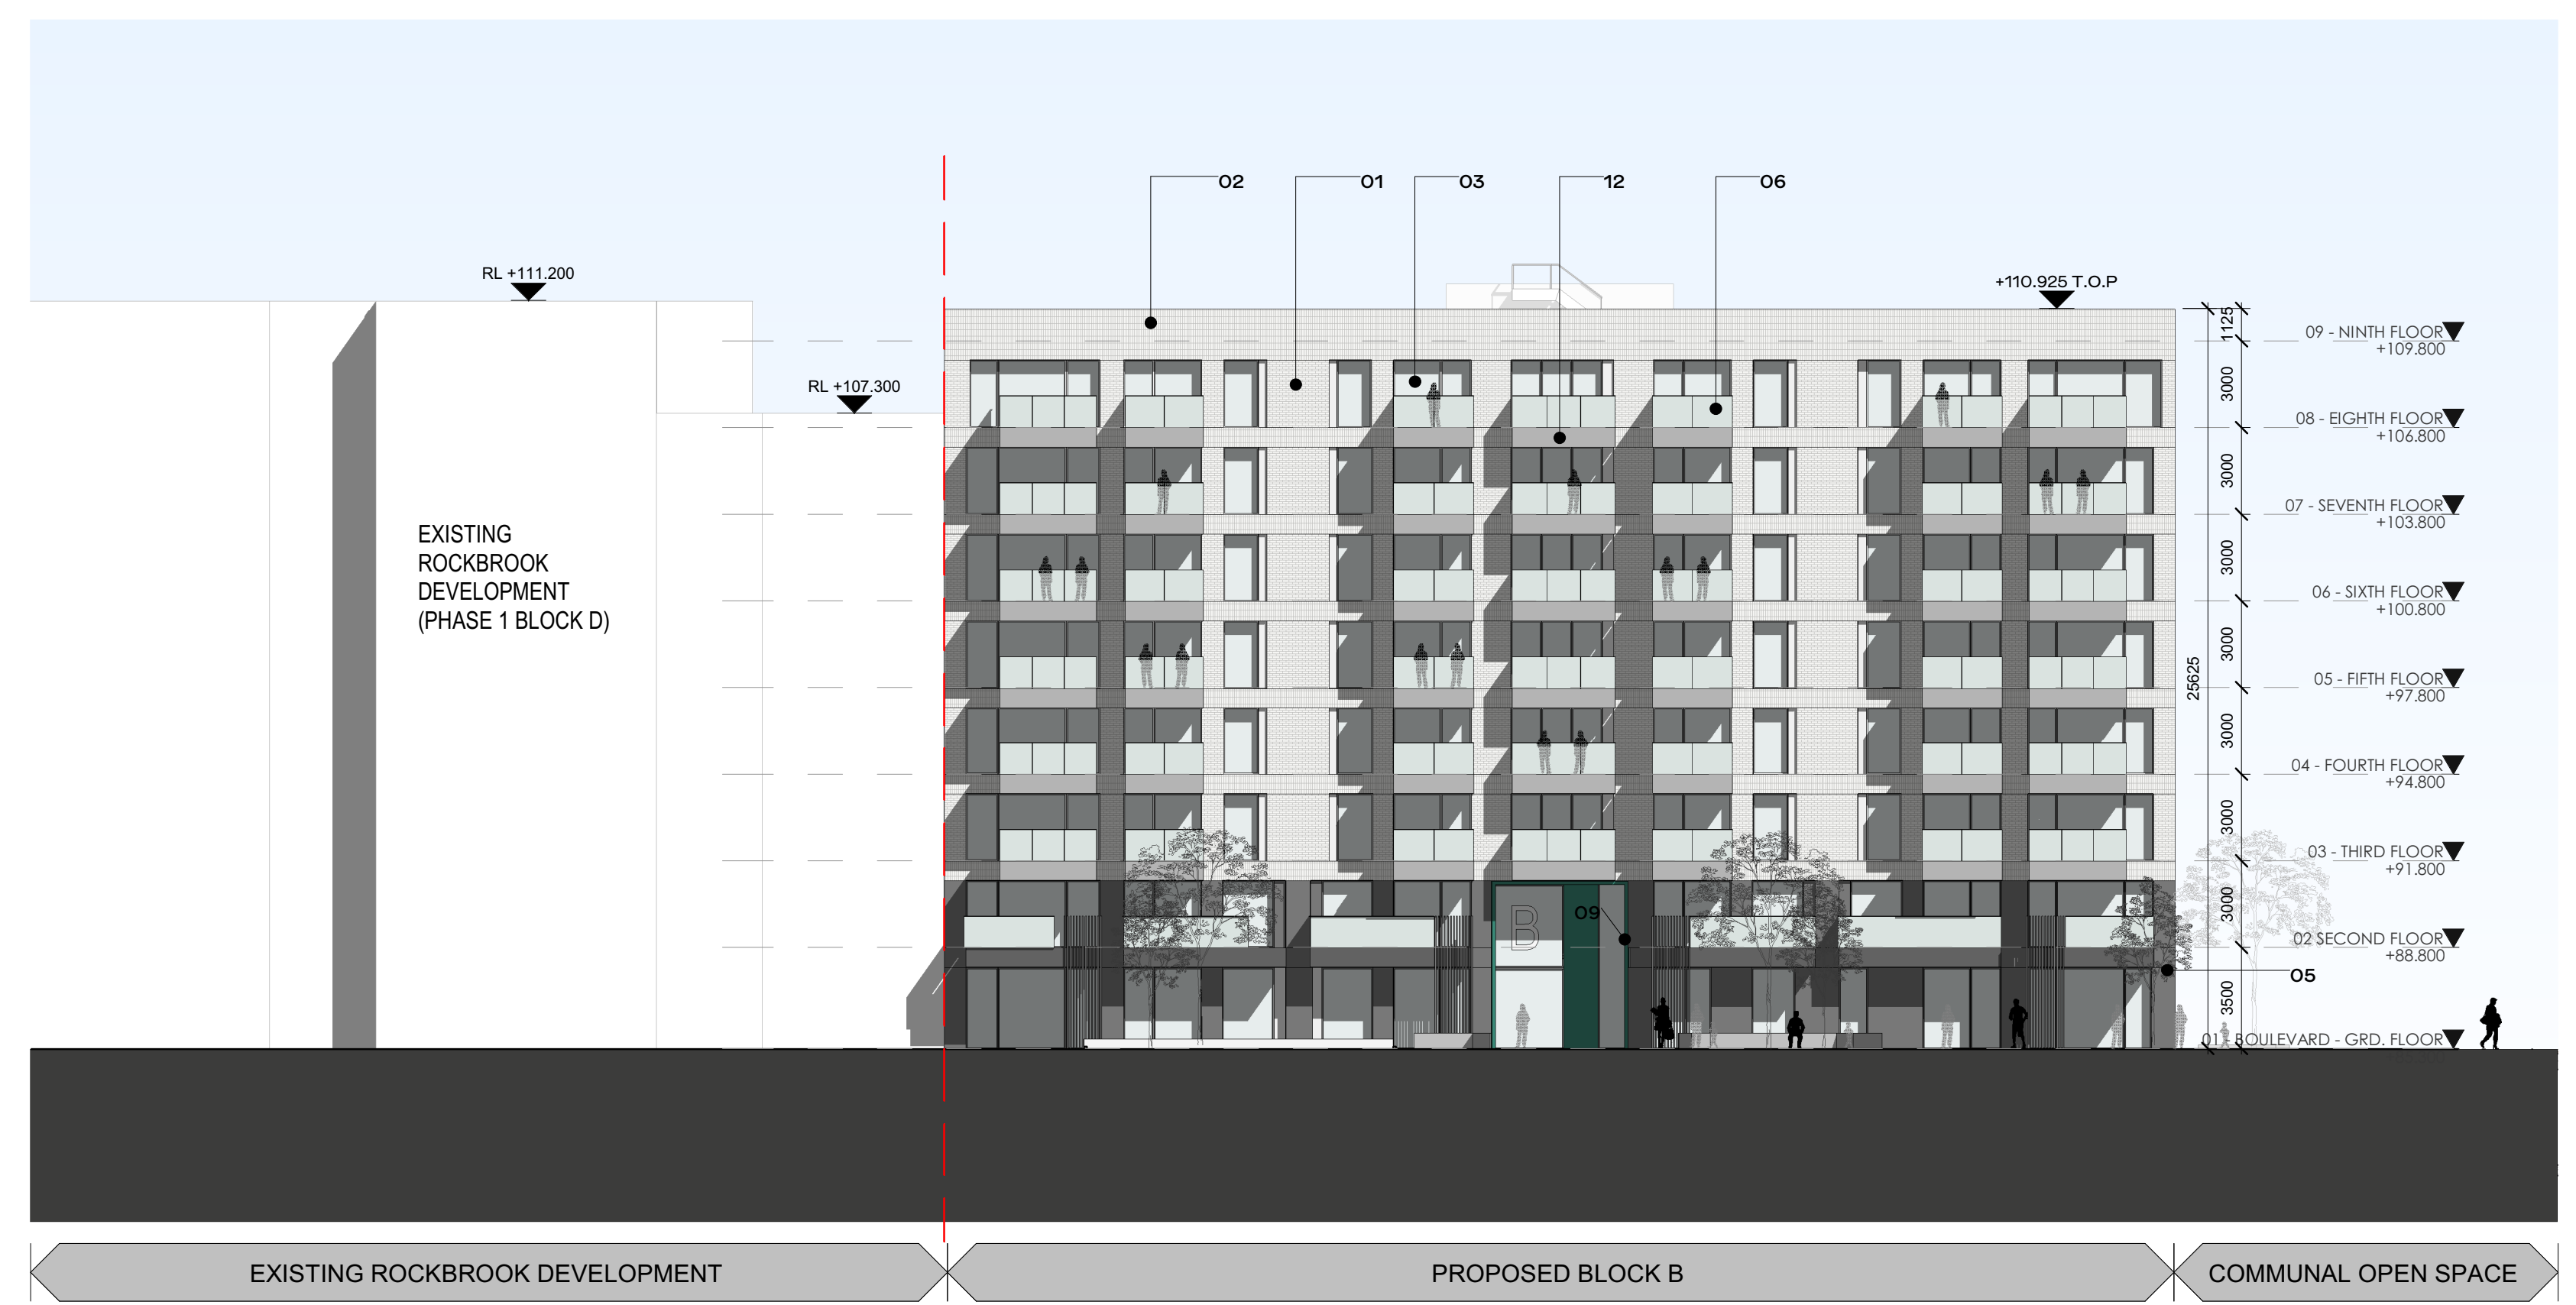 02
01
03
12
06
RL +111.200
+110.925 T.O.P
RL +107.300
EXISTING
ROCKBROOK
DEVELOPMENT
(PHASE 1 BLOCK D)
1125
3000
3000
3000
3000
3000
3000
3000
3500
25625
09 - NINTH FLOOR
+109.800
08 - EIGHTH FLOOR
+106.800
07 - SEVENTH FLOOR
+103.800
06 - SIXTH FLOOR
+100.800
05 - FIFTH FLOOR
+97.800
04 - FOURTH FLOOR
+94.800
03 - THIRD FLOOR
+91.800
02 SECOND FLOOR
+88.800
01 - BOULEVARD - GRD. FLOOR
B
09
05
EXISTING ROCKBROOK DEVELOPMENT
PROPOSED BLOCK B
COMMUNAL OPEN SPACE